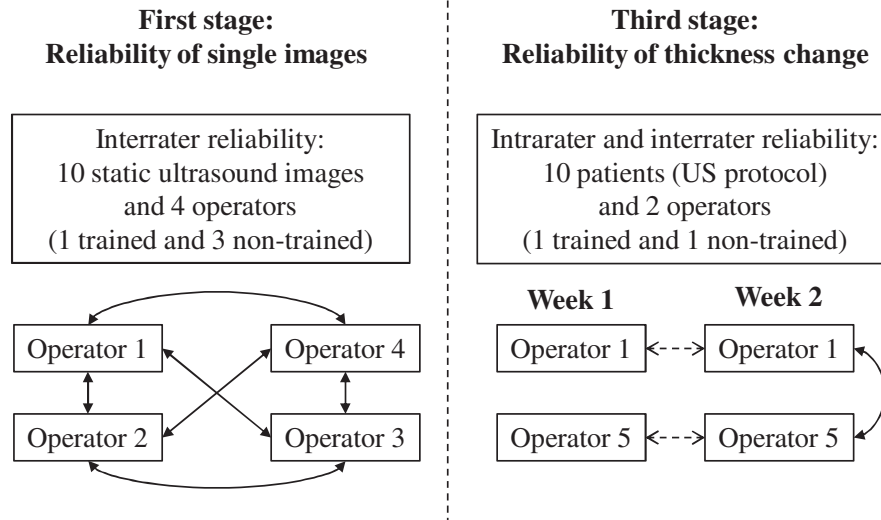 First stage:
Reliability of single images
Interrater reliability:
10 static ultrasound images
and 4 operators
(1 trained and 3 non-trained)
Operator 1
Operator 4
Operator 2
Operator 3
Third stage:
Reliability of thickness change
Intrarater and interrater reliability:
10 patients (US protocol)
and 2 operators
(1 trained and 1 non-trained)
Week 1
Week 2
Operator 1
Operator 1
Operator 5
Operator 5